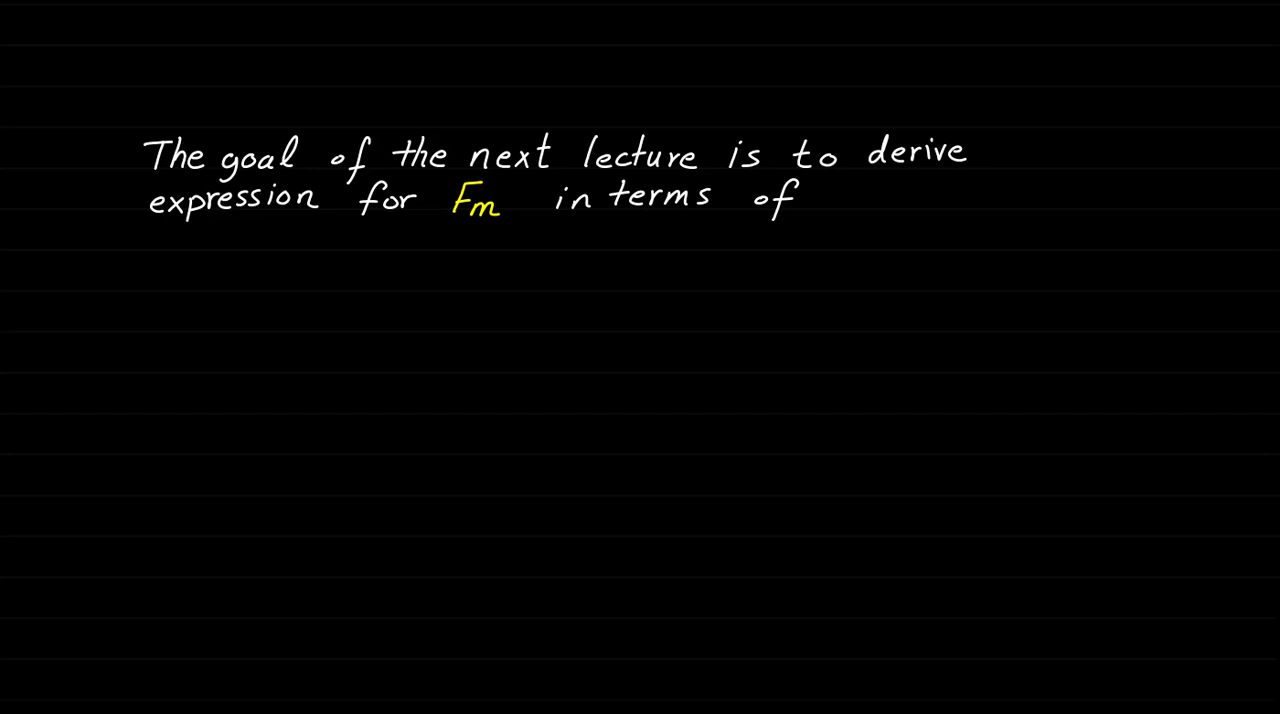 The goal of the next lecture is to derive
expression for Fm in terms of